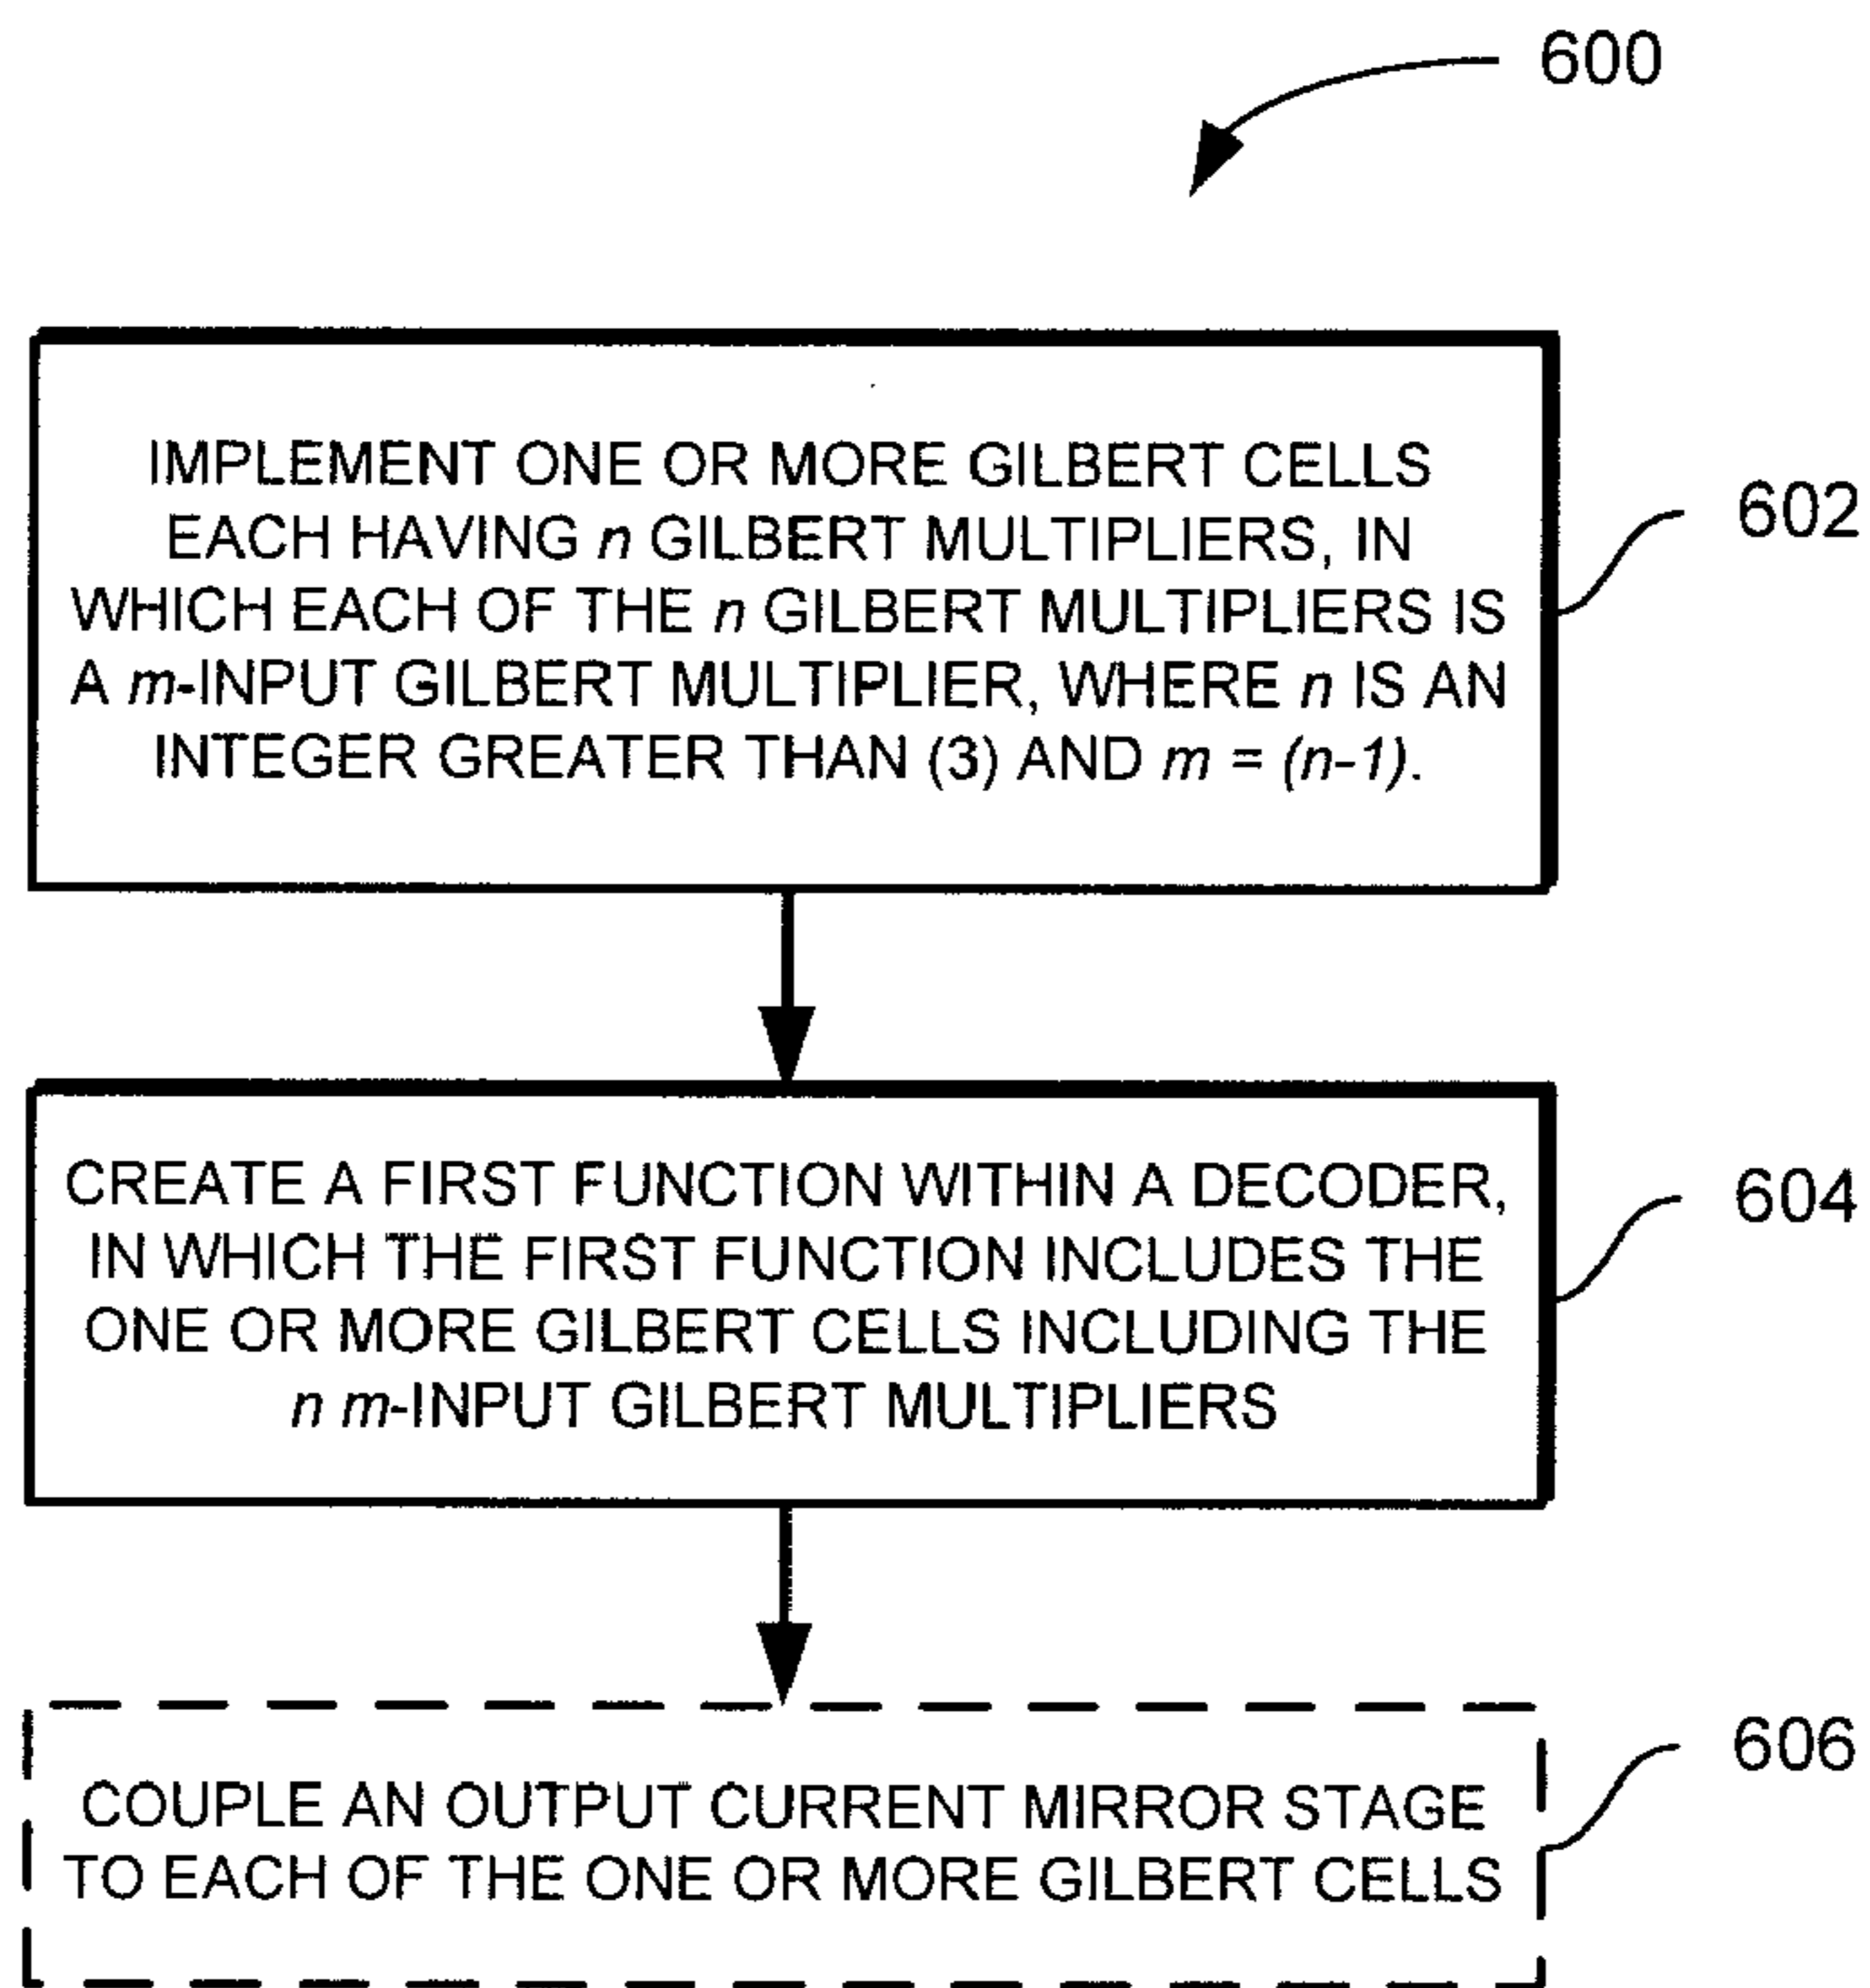 600
IMPLEMENT ONE OR MORE GILBERT CELLS
EACH HAVING n GILBERT MULTIPLIERS, IN
WHICH EACH OF THE n GILBERT MULTIPLIERS IS
A m-INPUT GILBERT MULTIPLIER, WHERE n IS AN
INTEGER GREATER THAN (3) AND m = (n-1).
602
CREATE A FIRST FUNCTION WITHIN A DECODER,
IN WHICH THE FIRST FUNCTION INCLUDES THE
ONE OR MORE GILBERT CELLS INCLUDING THE
n m-INPUT GILBERT MULTIPLIERS
604
COUPLE AN OUTPUT CURRENT MIRROR STAGE
TO EACH OF THE ONE OR MORE GILBERT CELLS
606